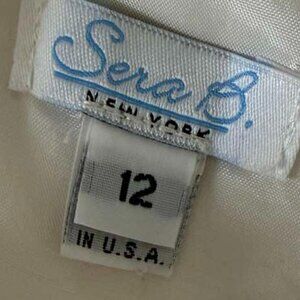 Sera B.
NEW YORK
12
IN U.S.A.